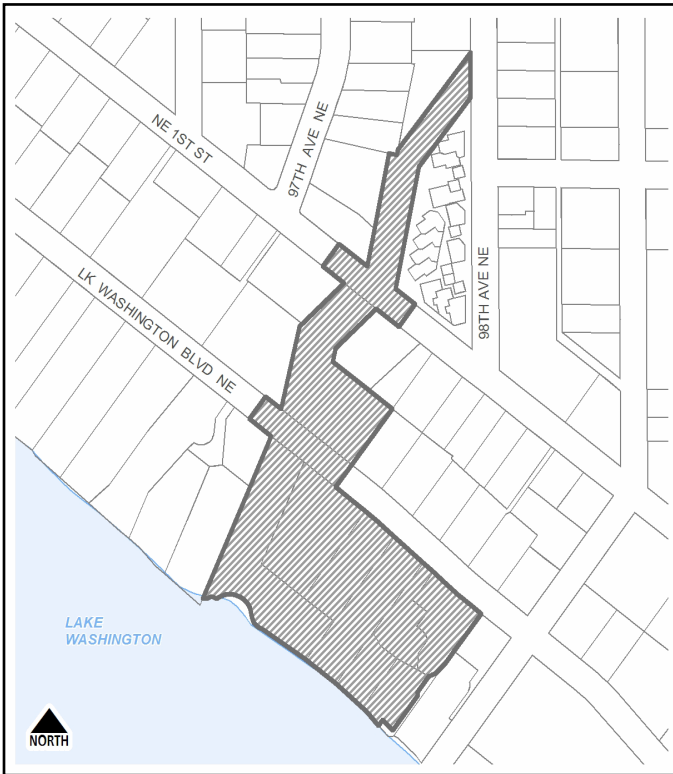 NE 1ST ST
97TH AVE NE
98TH AVE NE
LK WASHINGTON BLVD NE
LAKE
WASHINGTON
NORTH